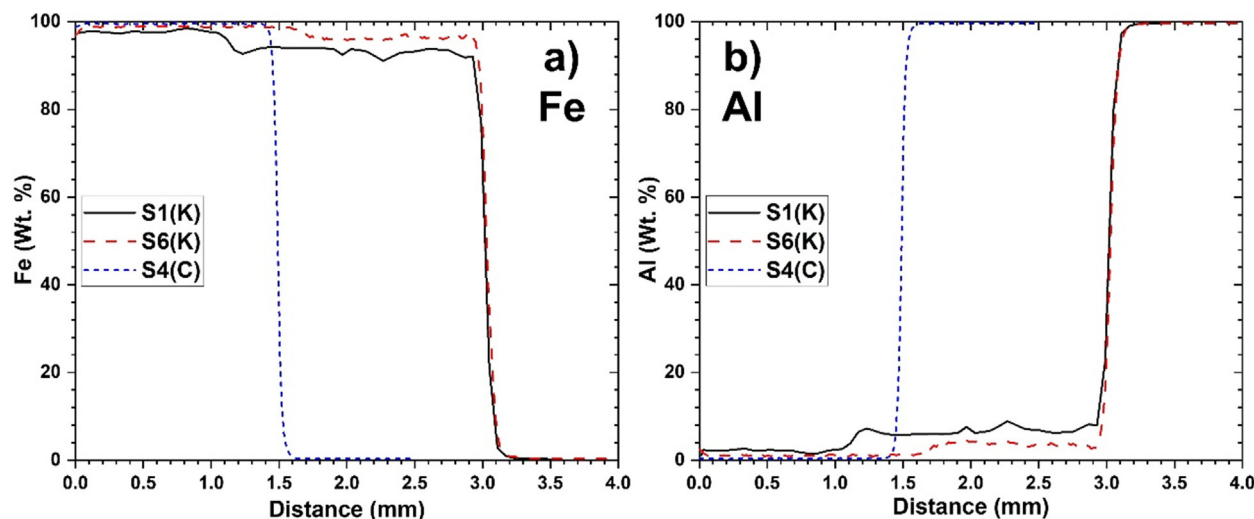 a)
Fe
Fe (Wt. %)
100
80
60
40
20
0
S1(K)
S6(K)
S4(C)
0.0 0.5 1.0 1.5 2.0 2.5 3.0 3.5 4.0
Distance (mm)
b)
Al
Al (Wt. %)
100
80
60
40
20
0
S1(K)
S6(K)
S4(C)
0.0 0.5 1.0 1.5 2.0 2.5 3.0 3.5 4.0
Distance (mm)